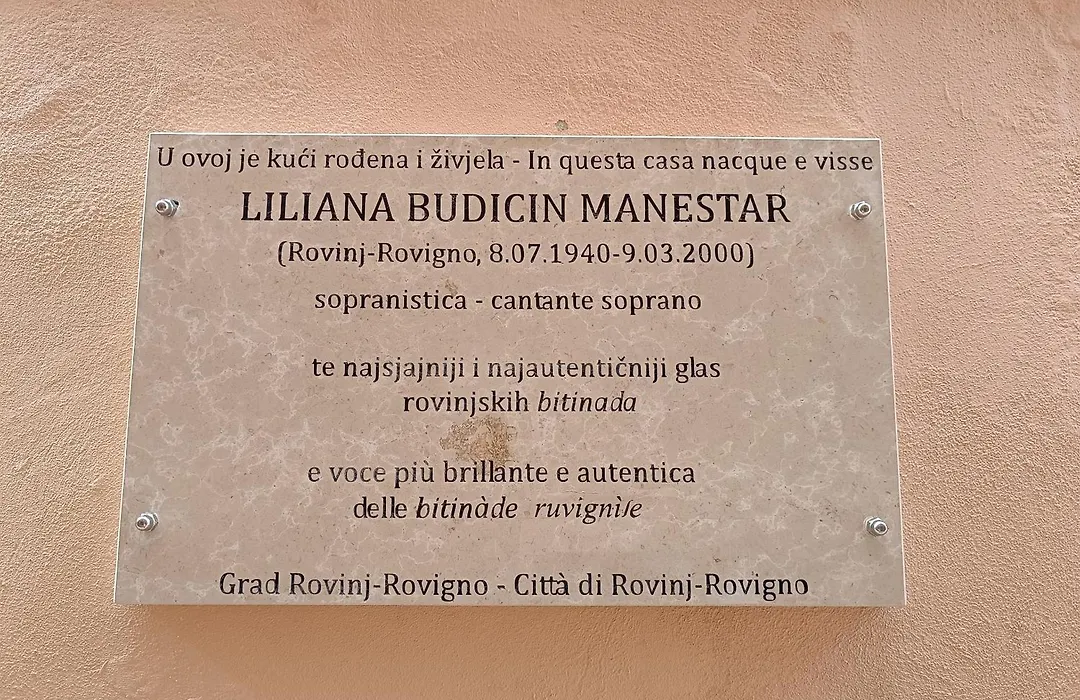 U ovoj je kući rođena i živjela - In questa casa nacque e visse
LILIANA BUDICIN MANESTAR
(Rovinj-Rovigno, 8.07.1940-9.03.2000)
sopranistica - cantante soprano
te najsjajniji i najautentičniji glas
rovinjskih bitinada
e voce più brillante e autentica
delle bitinàde ruvignìʃe
Grad Rovinj-Rovigno - Città di Rovinj-Rovigno